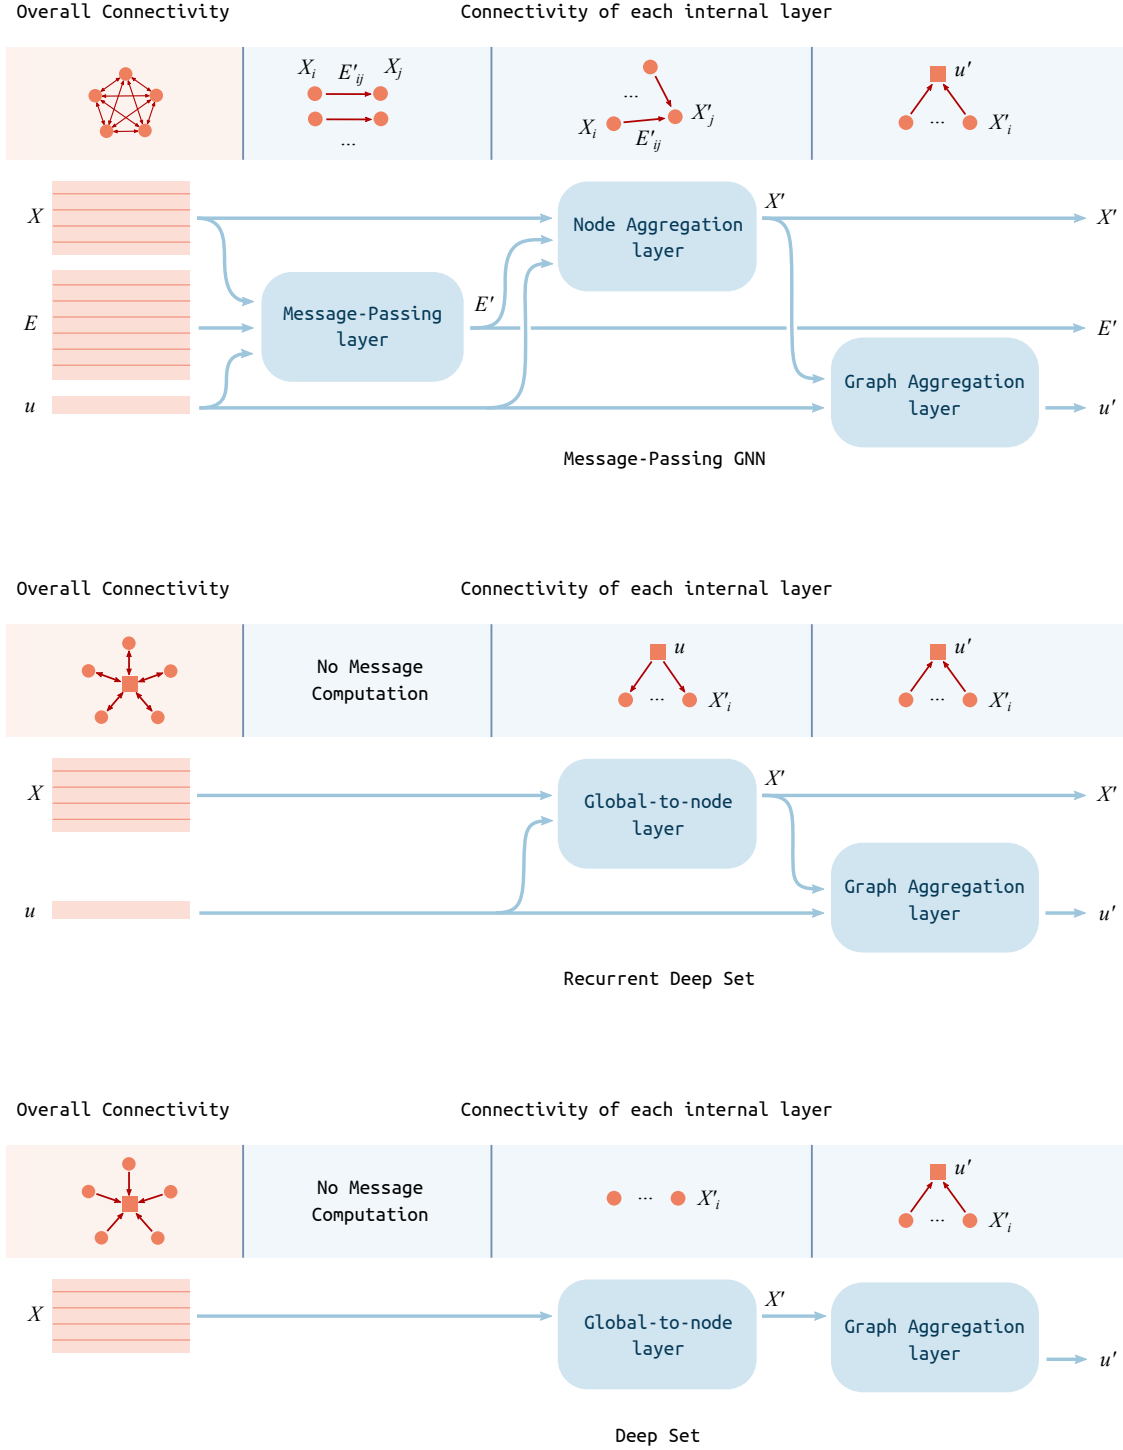 Overall Connectivity
Connectivity of each internal layer
X_i
E'_ij
X_j
...
...
X_i
E'_ij
X'_j
u'
...
X'_i
X
E
u
Message-Passing
layer
E'
Node Aggregation
layer
X'
Graph Aggregation
layer
X'
E'
u'
Message-Passing GNN
Overall Connectivity
Connectivity of each internal layer
No Message
Computation
u
...
X'_i
u'
...
X'_i
X
u
Global-to-node
layer
X'
Graph Aggregation
layer
X'
u'
Recurrent Deep Set
Overall Connectivity
Connectivity of each internal layer
No Message
Computation
...
X'_i
u'
...
X'_i
X
Global-to-node
layer
X'
Graph Aggregation
layer
u'
Deep Set